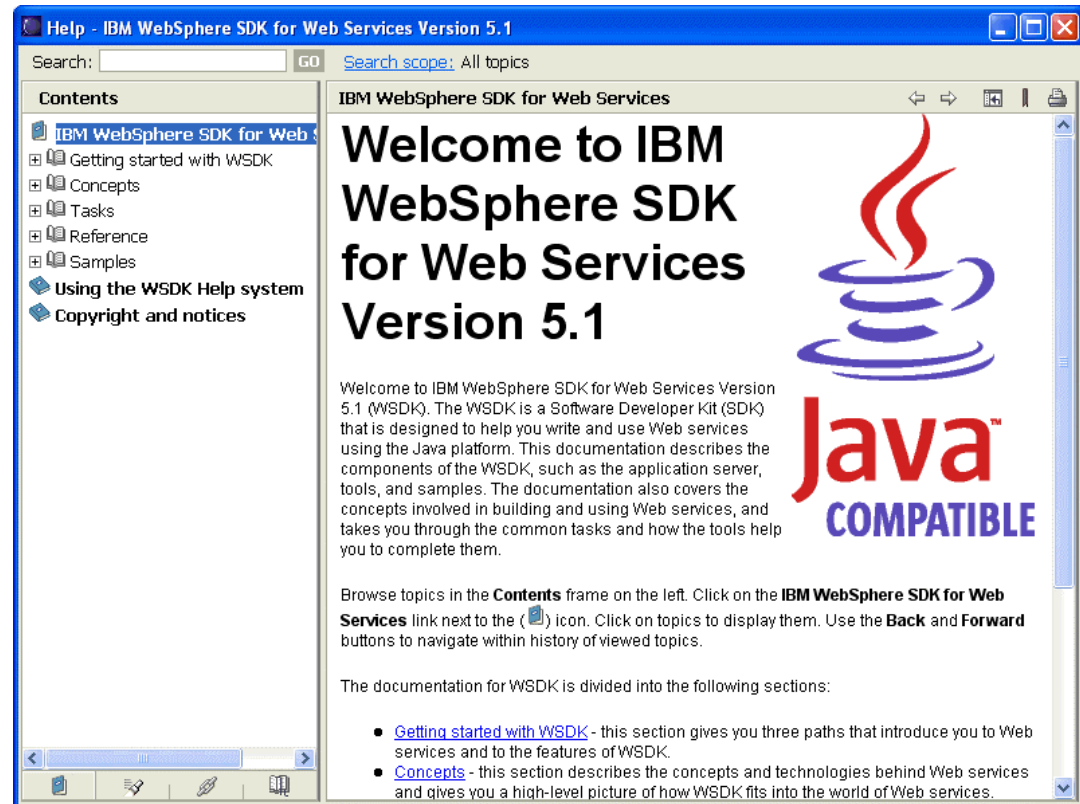 Help - IBM WebSphere SDK for Web Services Version 5.1
Search:
GO
Search scope: All topics
Contents
IBM WebSphere SDK for Web S
Getting started with WSDK
Concepts
Tasks
Reference
Samples
Using the WSDK Help system
Copyright and notices
IBM WebSphere SDK for Web Services
Welcome to IBM
WebSphere SDK
for Web Services
Version 5.1
Java™
COMPATIBLE
Welcome to IBM WebSphere SDK for Web Services Version
5.1 (WSDK). The WSDK is a Software Developer Kit (SDK)
that is designed to help you write and use Web services
using the Java platform. This documentation describes the
components of the WSDK, such as the application server,
tools, and samples. The documentation also covers the
concepts involved in building and using Web services, and
takes you through the common tasks and how the tools help
you to complete them.
Browse topics in the Contents frame on the left. Click on the IBM WebSphere SDK for Web
Services link next to the ( ) icon. Click on topics to display them. Use the Back and Forward
buttons to navigate within history of viewed topics.
The documentation for WSDK is divided into the following sections:
Getting started with WSDK - this section gives you three paths that introduce you to Web
services and to the features of WSDK.
Concepts - this section describes the concepts and technologies behind Web services
and gives you a high-level picture of how WSDK fits into the world of Web services.